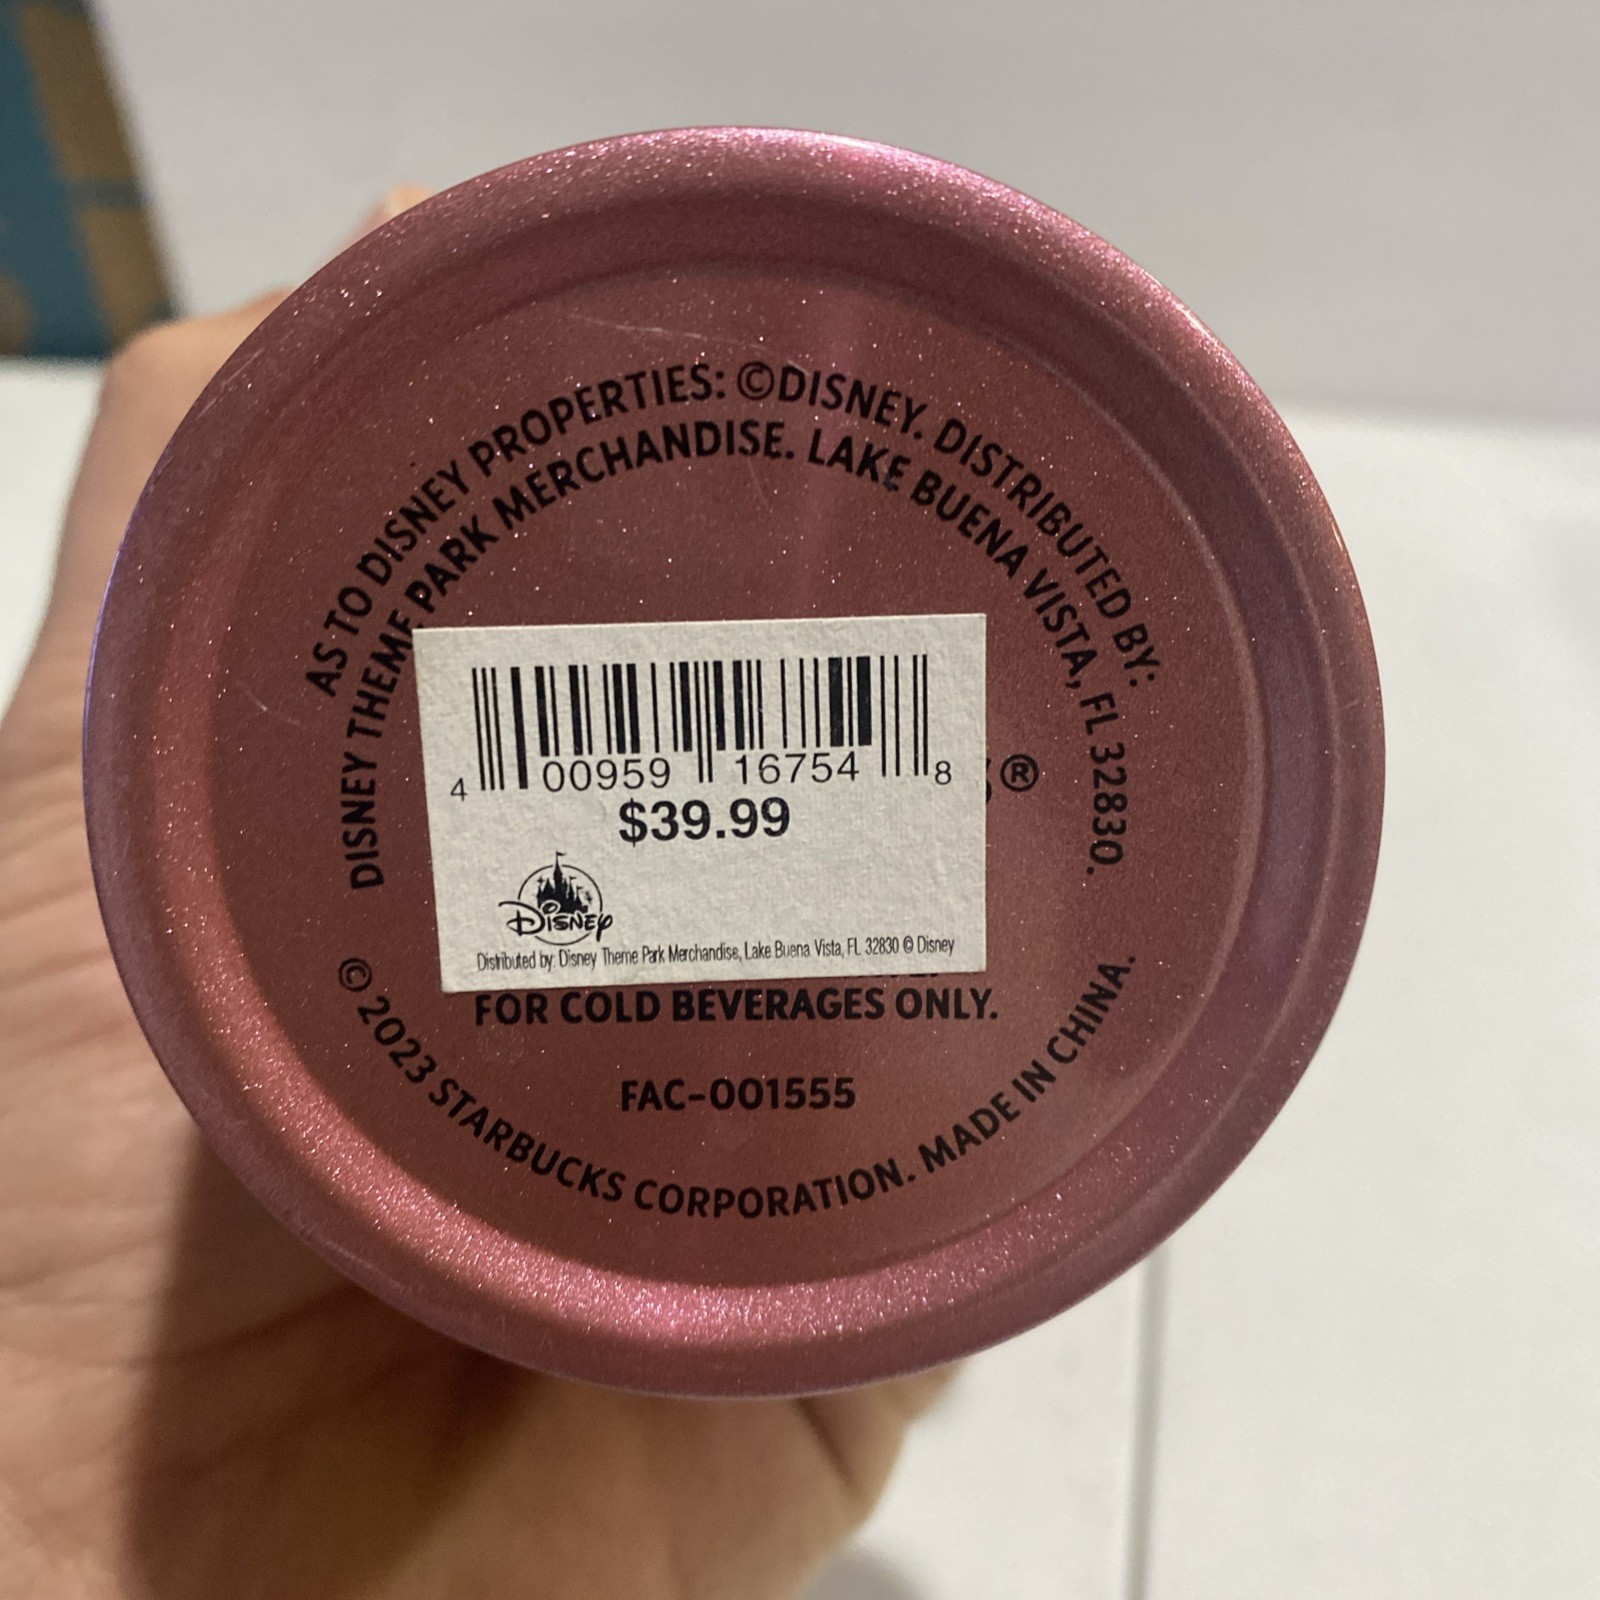 AS TO DISNEY PROPERTIES: ©DISNEY. DISTRIBUTED BY:
DISNEY THEME PARK MERCHANDISE. LAKE BUENA VISTA, FL 32830.
®
4 00959 16754 8
$39.99
Disney
Distributed by: Disney Theme Park Merchandise, Lake Buena Vista, FL 32830 © Disney
FOR COLD BEVERAGES ONLY.
FAC-001555
© 2023 STARBUCKS CORPORATION. MADE IN CHINA.